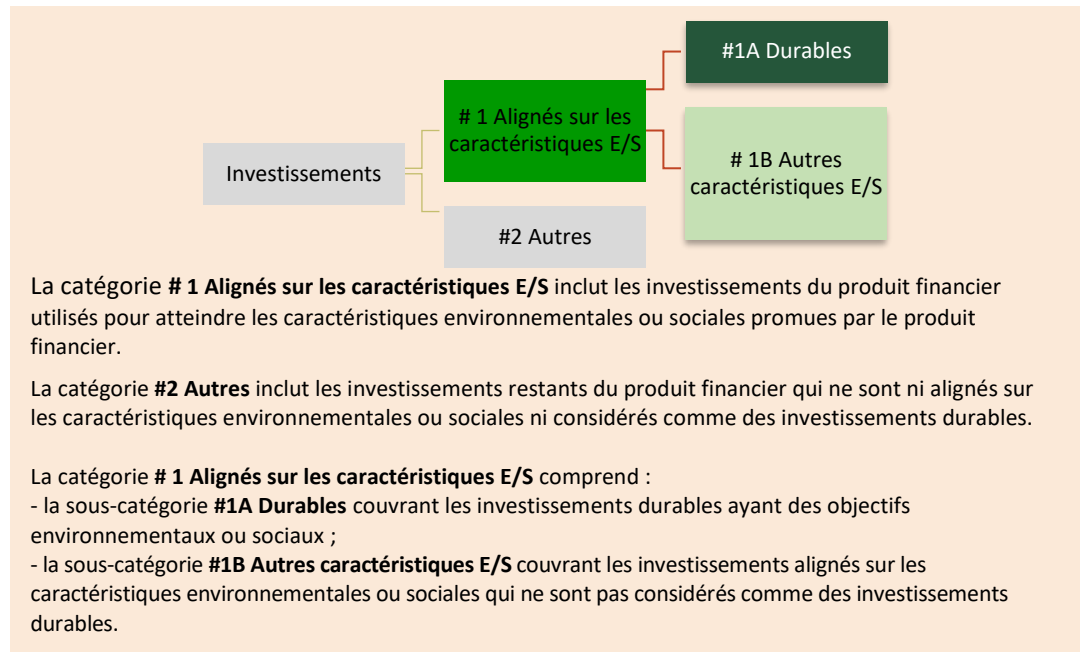 #1A Durables
# 1 Alignés sur les
caractéristiques E/S
# 1B Autres
caractéristiques E/S
Investissements
#2 Autres
La catégorie # 1 Alignés sur les caractéristiques E/S inclut les investissements du produit financier
utilisés pour atteindre les caractéristiques environnementales ou sociales promues par le produit
financier.
La catégorie #2 Autres inclut les investissements restants du produit financier qui ne sont ni alignés sur
les caractéristiques environnementales ou sociales ni considérés comme des investissements durables.
La catégorie # 1 Alignés sur les caractéristiques E/S comprend :
- la sous-catégorie #1A Durables couvrant les investissements durables ayant des objectifs
environnementaux ou sociaux ;
- la sous-catégorie #1B Autres caractéristiques E/S couvrant les investissements alignés sur les
caractéristiques environnementales ou sociales qui ne sont pas considérés comme des investissements
durables.